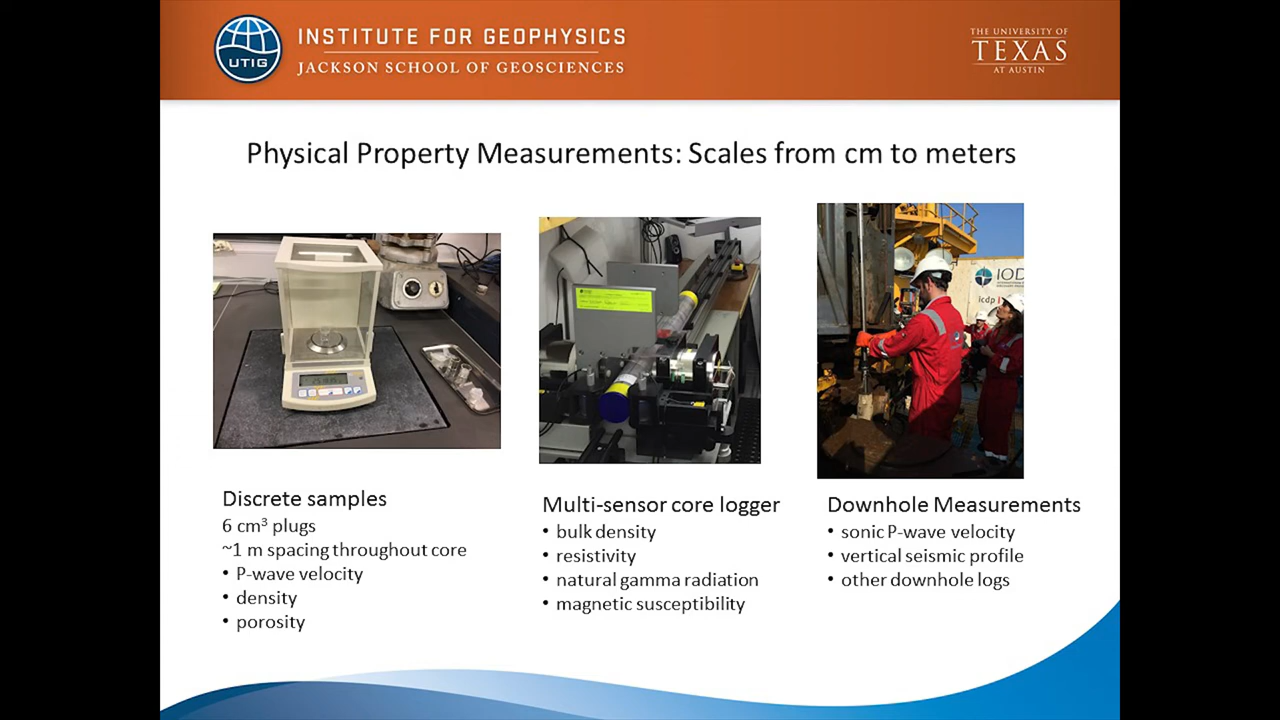 UTIG
INSTITUTE FOR GEOPHYSICS
JACKSON SCHOOL OF GEOSCIENCES
THE UNIVERSITY OF
TEXAS
AT AUSTIN
Physical Property Measurements: Scales from cm to meters
IOD
icdp
Discrete samples
6 cm³ plugs
~1 m spacing throughout core
• P-wave velocity
• density
• porosity
Multi-sensor core logger
• bulk density
• resistivity
• natural gamma radiation
• magnetic susceptibility
Downhole Measurements
• sonic P-wave velocity
• vertical seismic profile
• other downhole logs